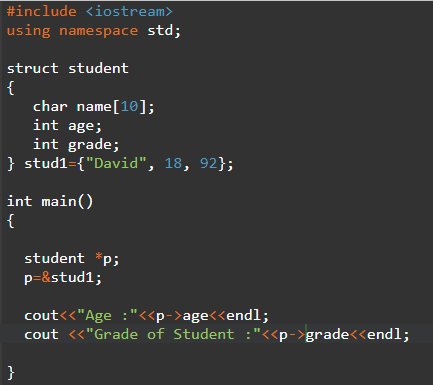 #include <iostream>
using namespace std;
struct student
{
char name[10];
int age;
int grade;
} stud1={"David", 18, 92};
int main()
{
student *p;
p=&stud1;
cout<<"Age :"<<p->age<<endl;
cout <<"Grade of Student :"<<p->grade<<endl;
}